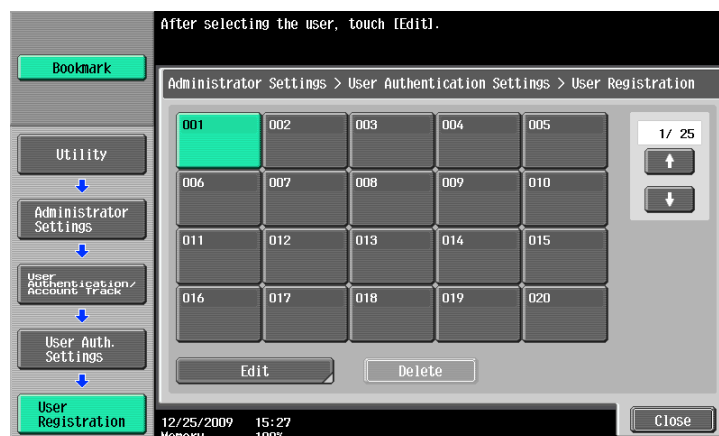 After selecting the user, touch [Edit].
Bookmark
Administrator Settings > User Authentication Settings > User Registration
001 002 003 004 005
1/ 25
Utility
006 007 008 009 010
Administrator
Settings
011 012 013 014 015
User
Authentication/
Account Track
016 017 018 019 020
User Auth.
Settings
Edit Delete
User
Registration
12/25/2009 15:27
Close
Memory 100%